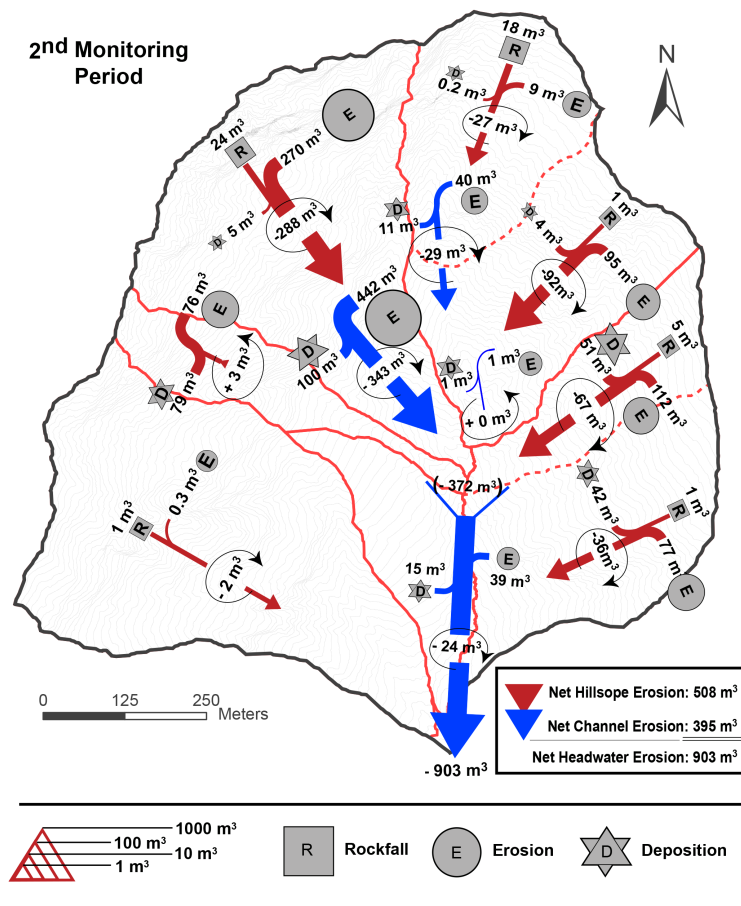 2nd Monitoring
Period
N
18 m³
R
D
0.2 m³
9 m³
E
-27 m³
E
24 m³
R
270 m³
D
5 m³
-288 m³
40 m³
E
D
11 m³
-29 m³
D
4 m³
1 m³
R
95 m³
E
-92m³
76 m³
E
D
79 m³
+ 3 m³
442 m³
E
D
100 m³
- 343 m³
D
1 m³
1 m³
E
+ 0 m³
D
51 m³
5 m³
R
112 m³
E
-67 m³
0.3 m³
E
1 m³
R
- 2 m³
(- 372 m³)
D
42 m³
1 m³
R
77 m
E
-36m³
15 m³
D
E
39 m³
- 24 m³
- 903 m³
0 125 250
Meters
Net Hillsope Erosion: 508 m³
Net Channel Erosion: 395 m³
Net Headwater Erosion: 903 m³
1000 m³
100 m³
10 m³
1 m³
R Rockfall
E Erosion
D Deposition